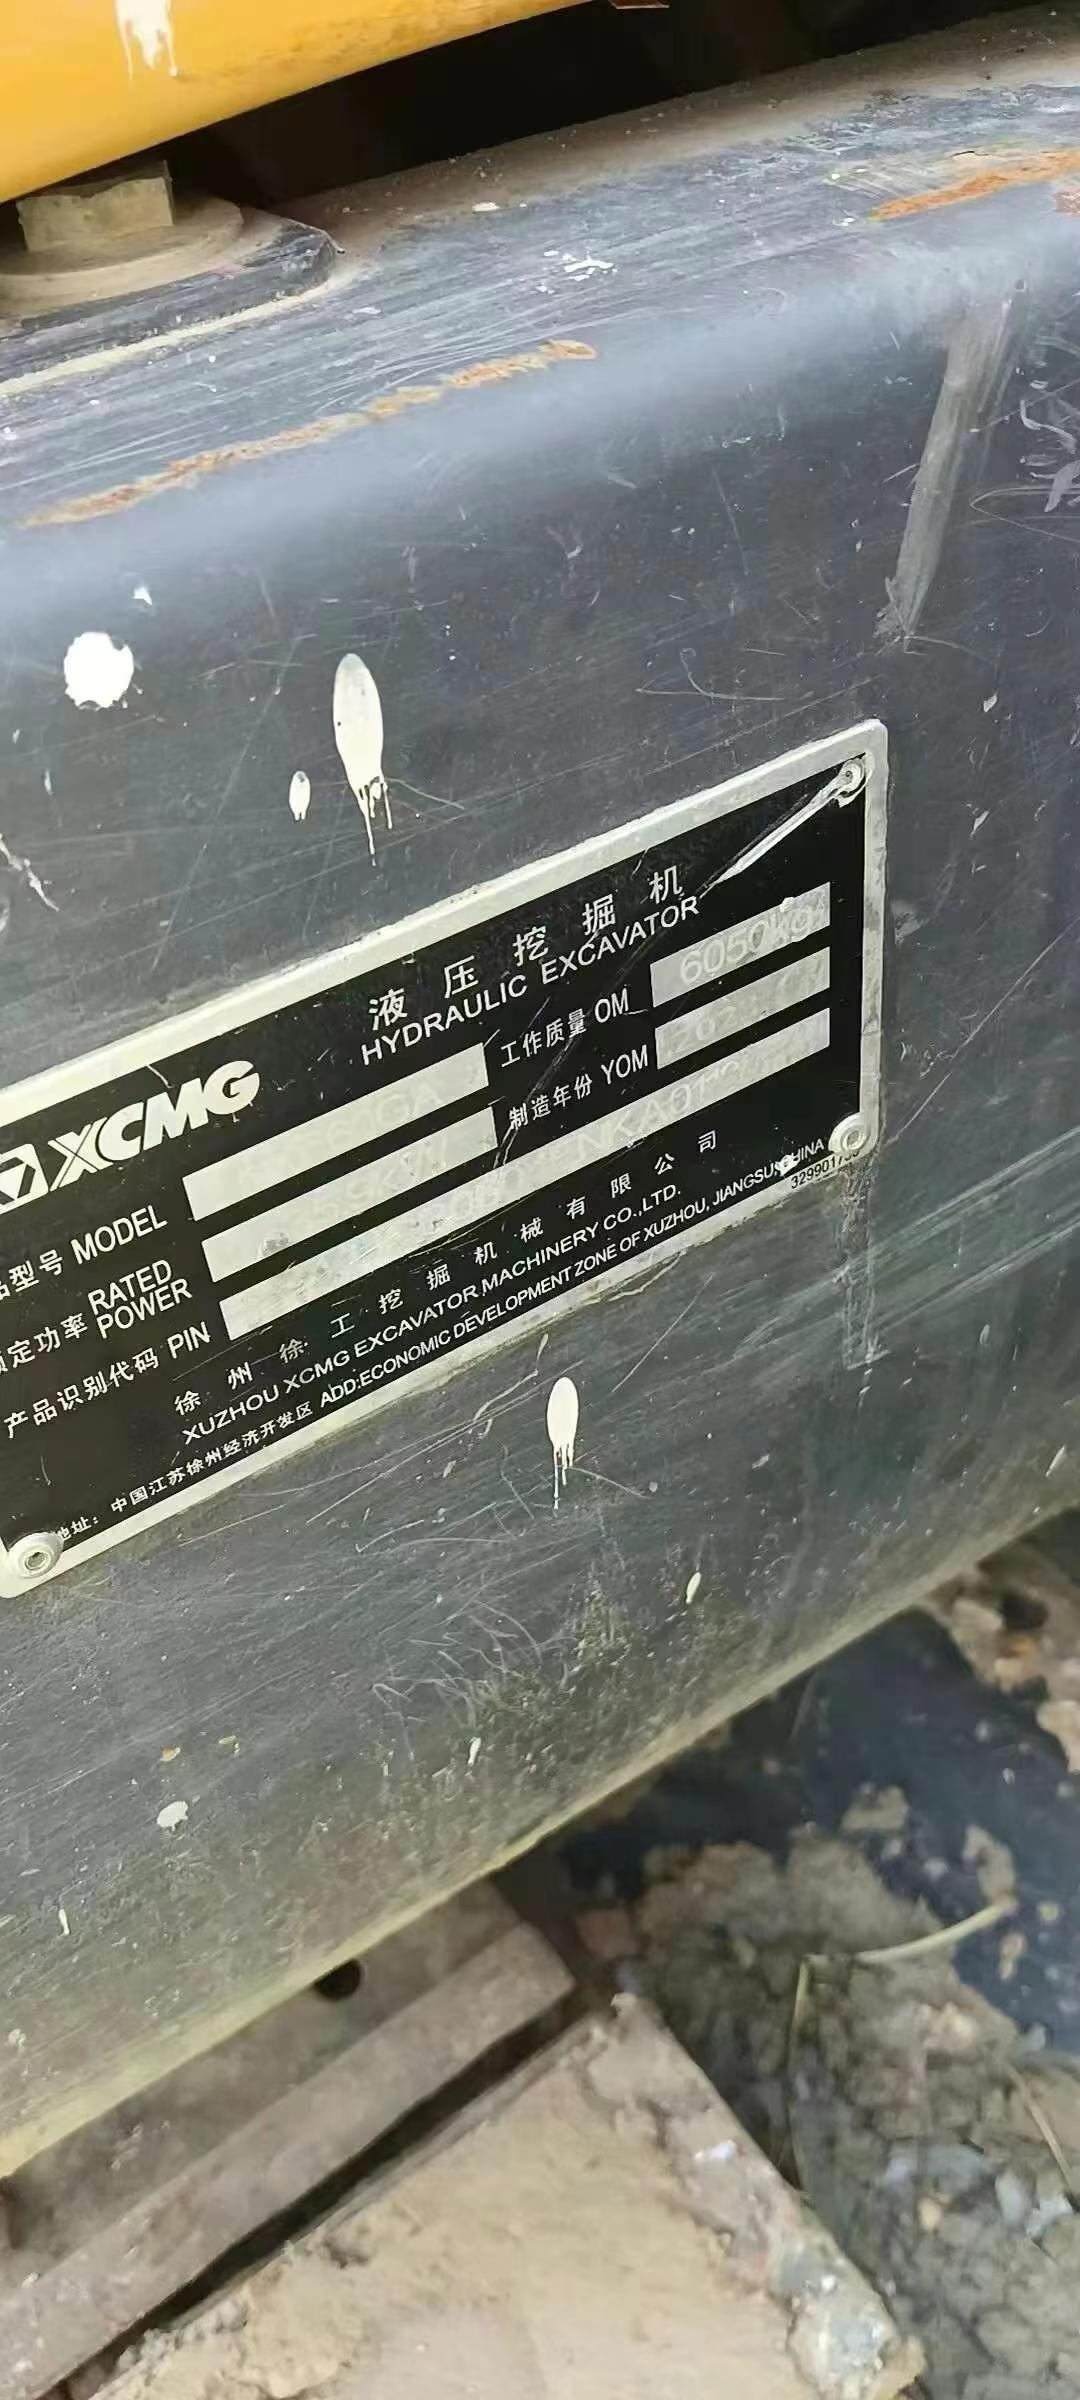 液压挖掘机
HYDRAULIC EXCAVATOR
XCMG
型号 MODEL 60GA
工作质量 OM 6050kg
定功率 RATED POWER
制造年份 YOM
产品识别代码 PIN
徐州徐工挖掘机械有限公司
XUZHOU XCMG EXCAVATOR MACHINERY CO.,LTD.
地址: 中国江苏徐州经济开发区 ADD:ECONOMIC DEVELOPMENT ZONE OF XUZHOU, JIANGSU, CHINA